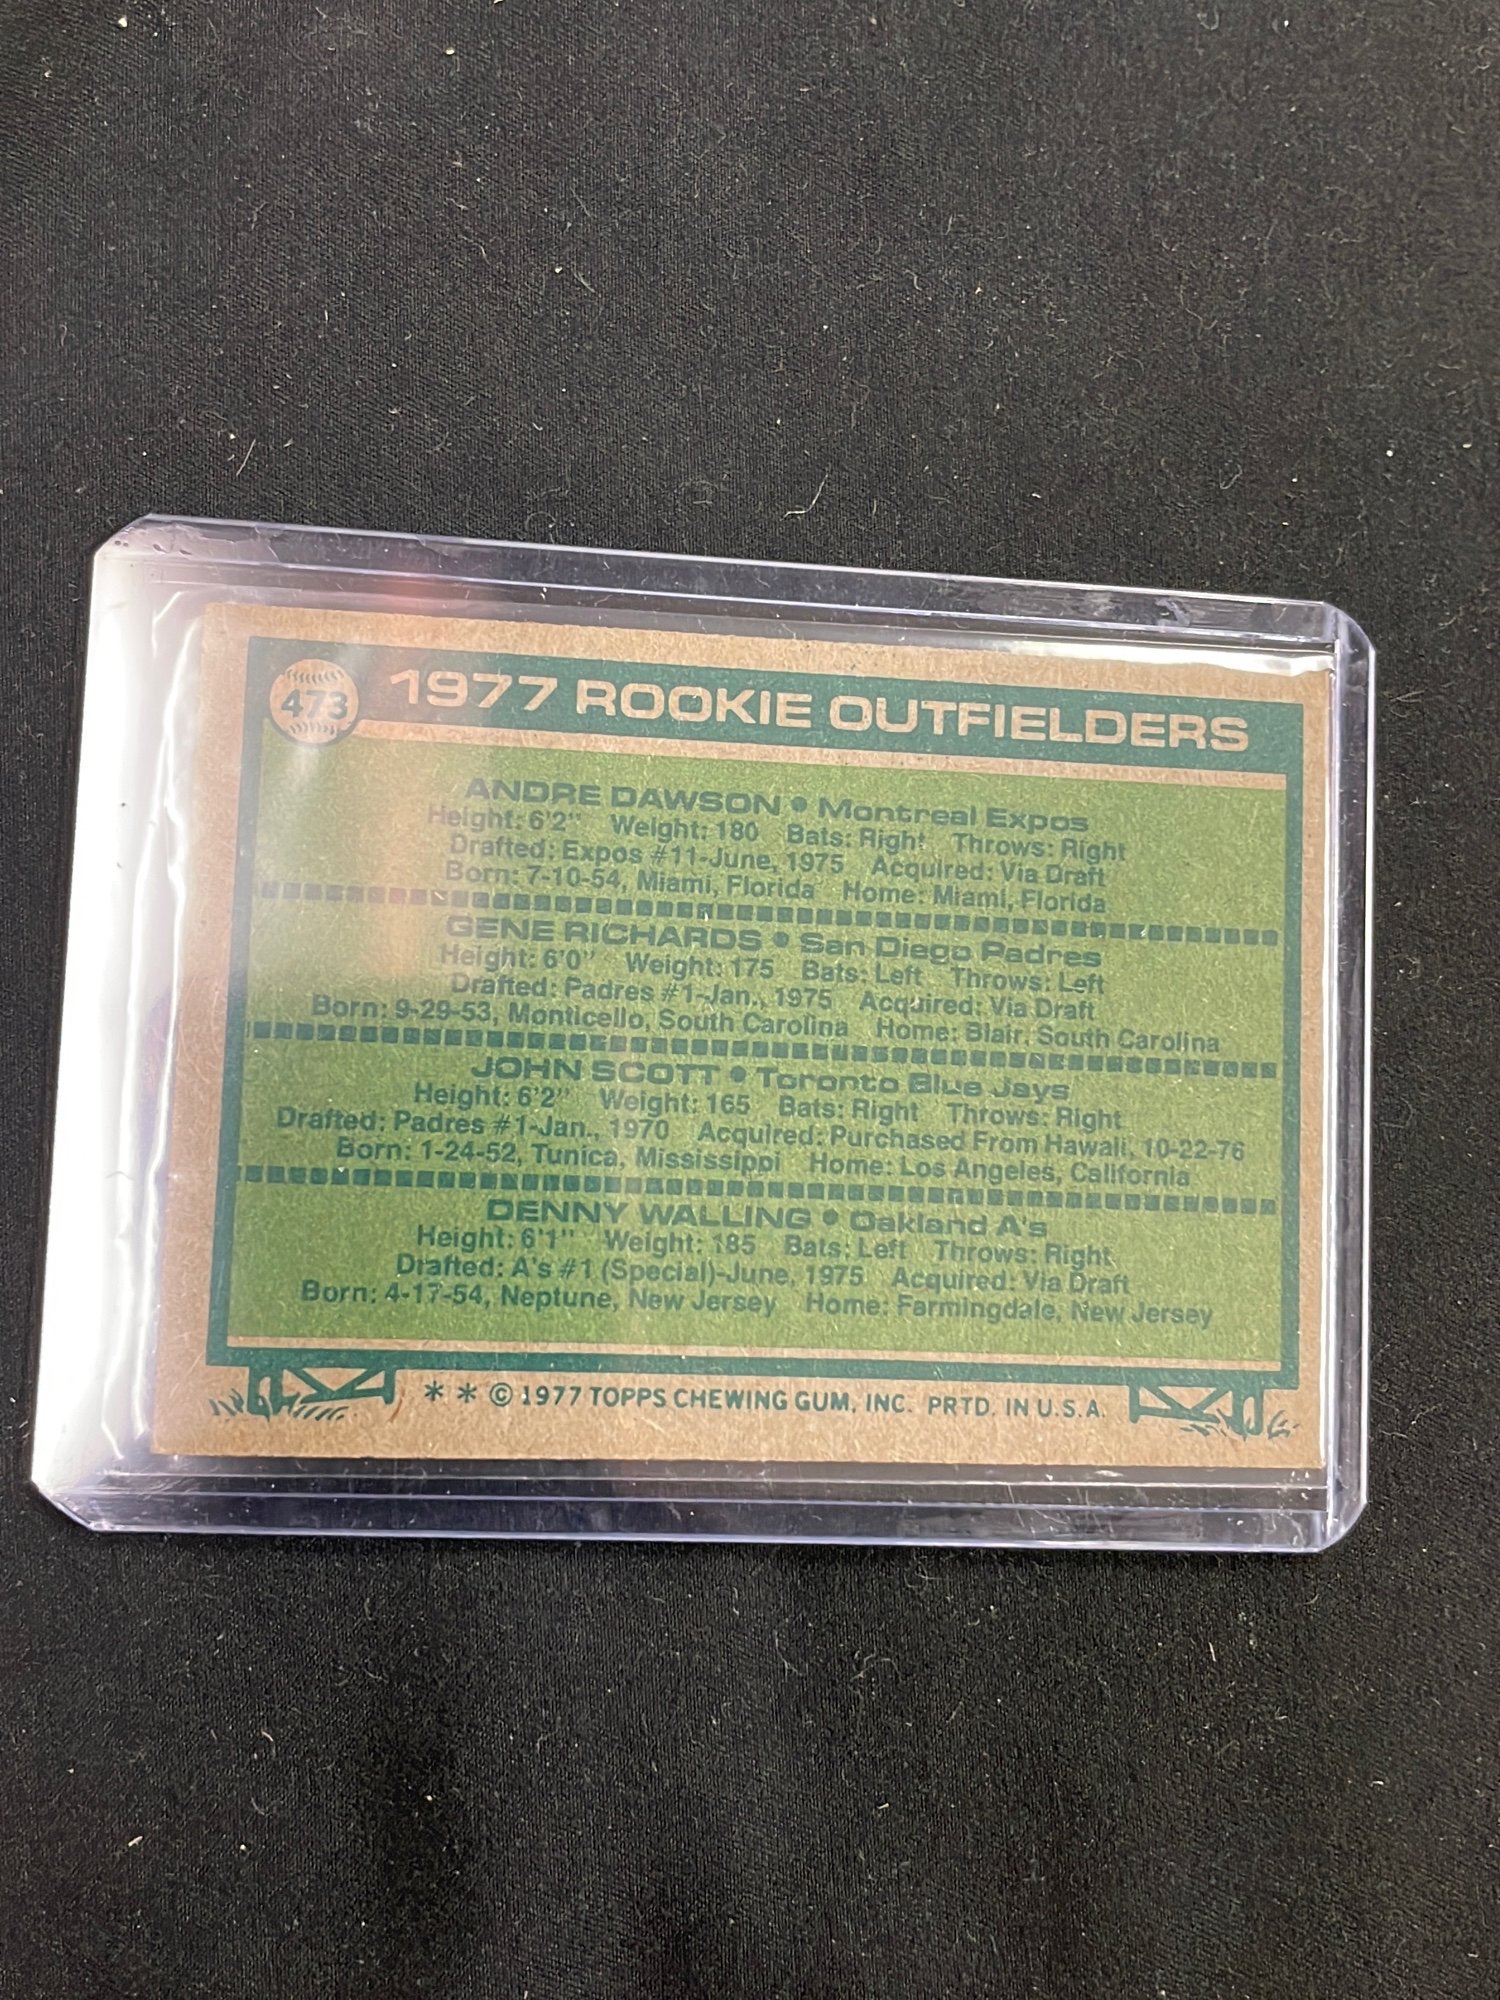 473
1977 ROOKIE OUTFIELDERS
ANDRE DAWSON • Montreal Expos
Height: 6'2" Weight: 180 Bats: Right Throws: Right
Drafted: Expos #11-June, 1975 Acquired: Via Draft
Born: 7-10-54, Miami, Florida Home: Miami, Florida
GENE RICHARDS • San Diego Padres
Height: 6'0" Weight: 175 Bats: Left Throws: Left
Drafted: Padres #1-Jan., 1975 Acquired: Via Draft
Born: 9-29-53, Monticello, South Carolina Home: Blair, South Carolina
JOHN SCOTT • Toronto Blue Jays
Height: 6'2" Weight: 165 Bats: Right Throws: Right
Drafted: Padres #1-Jan., 1970 Acquired: Purchased From Hawaii, 10-22-76
Born: 1-24-52, Tunica, Mississippi Home: Los Angeles, California
DENNY WALLING • Oakland A's
Height: 6'1" Weight: 185 Bats: Left Throws: Right
Drafted: A's #1 (Special)-June, 1975 Acquired: Via Draft
Born: 4-17-54, Neptune, New Jersey Home: Farmingdale, New Jersey
* * © 1977 TOPPS CHEWING GUM, INC. PRTD. IN U.S.A.